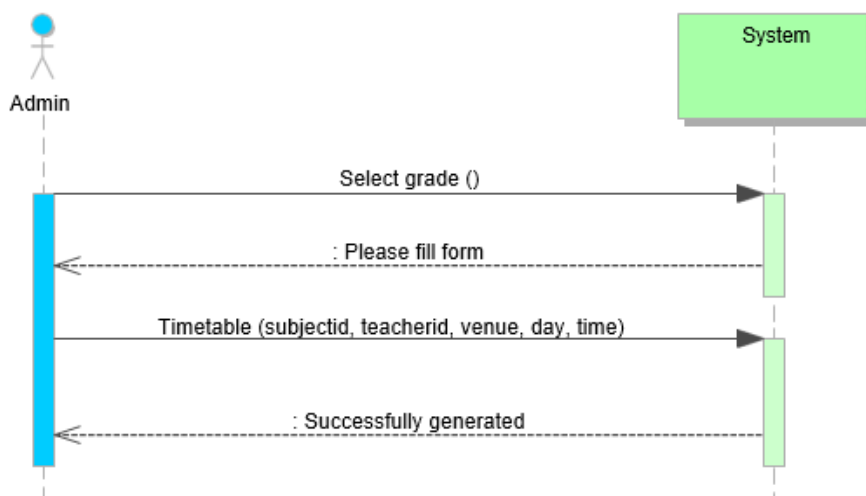 System
Admin
Select grade ()
: Please fill form
Timetable (subjectid, teacherid, venue, day, time)
: Successfully generated